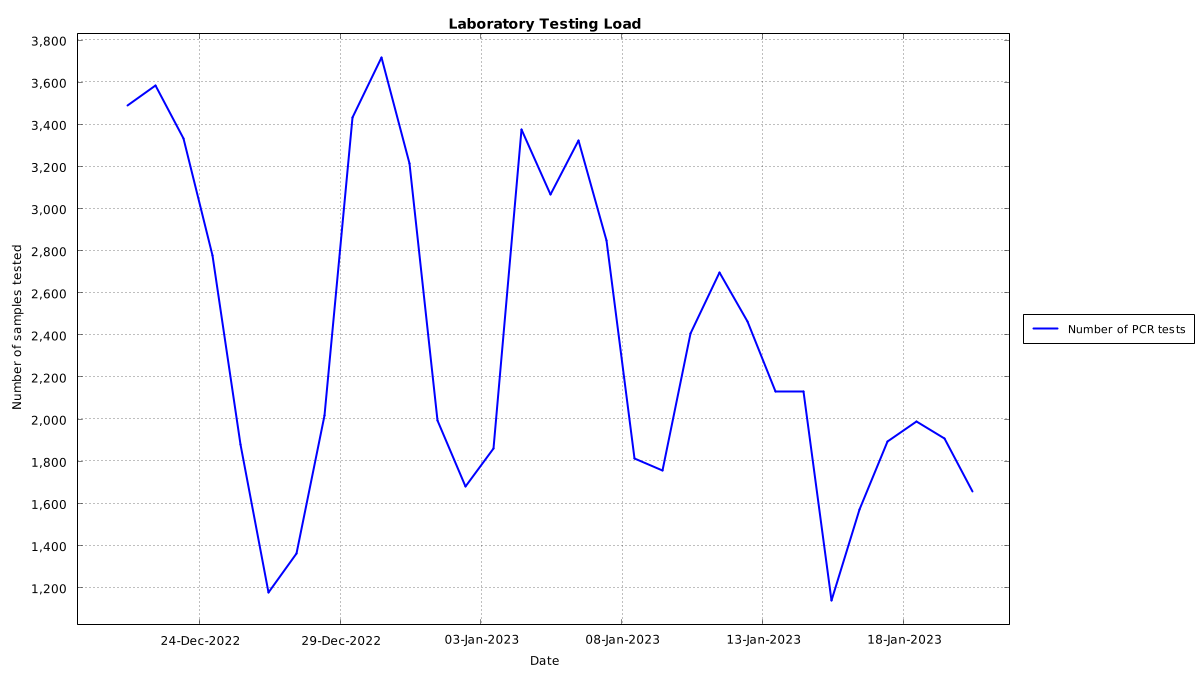 Laboratory Testing Load
3,800
3,600
3,400
3,200
3,000
2,800
2,600
2,400
2,200
2,000
1,800
1,600
1,400
1,200
Number of samples tested
24-Dec-2022
29-Dec-2022
03-Jan-2023
08-Jan-2023
13-Jan-2023
18-Jan-2023
Date
Number of PCR tests